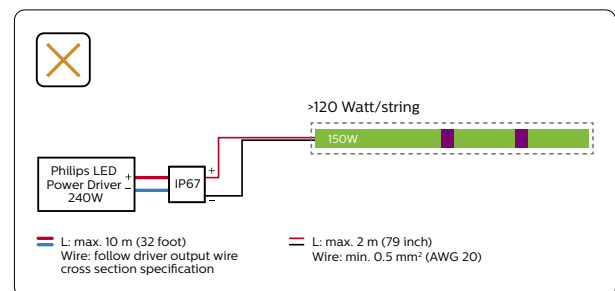 >120 Watt/string
150W
Philips LED
Power Driver
240W
+
–
IP67
+
–
L: max. 10 m (32 foot)
Wire: follow driver output wire
cross section specification
L: max. 2 m (79 inch)
Wire: min. 0.5 mm² (AWG 20)